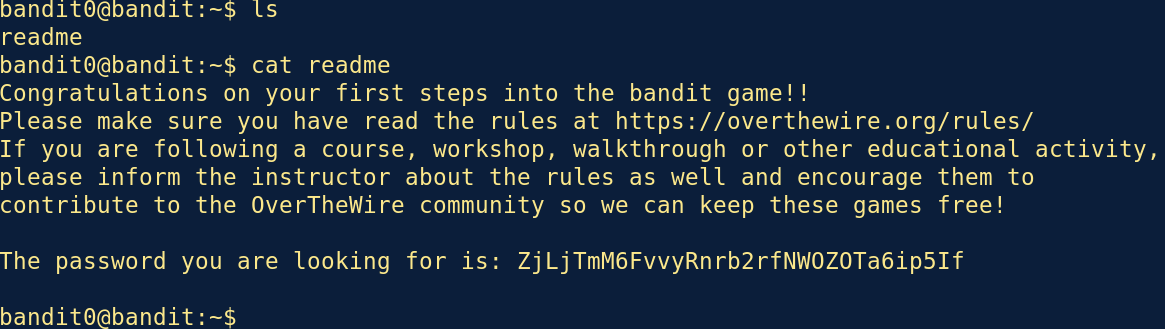 bandit0@bandit:~$ ls
readme
bandit0@bandit:~$ cat readme
Congratulations on your first steps into the bandit game!!
Please make sure you have read the rules at https://overthewire.org/rules/
If you are following a course, workshop, walkthrough or other educational activity,
please inform the instructor about the rules as well and encourage them to
contribute to the OverTheWire community so we can keep these games free!

The password you are looking for is: ZjLjTmM6FvvyRnrb2rfNWOZOTa6ip5If

bandit0@bandit:~$